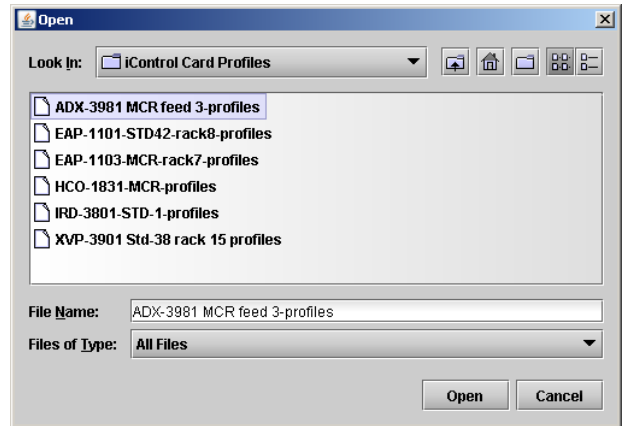 Open
Look In: iControl Card Profiles
ADX-3981 MCR feed 3-profiles
EAP-1101-STD42-rack8-profiles
EAP-1103-MCR-rack7-profiles
HCO-1831-MCR-profiles
IRD-3801-STD-1-profiles
XVP-3901 Std-38 rack 15 profiles
File Name: ADX-3981 MCR feed 3-profiles
Files of Type: All Files
Open Cancel